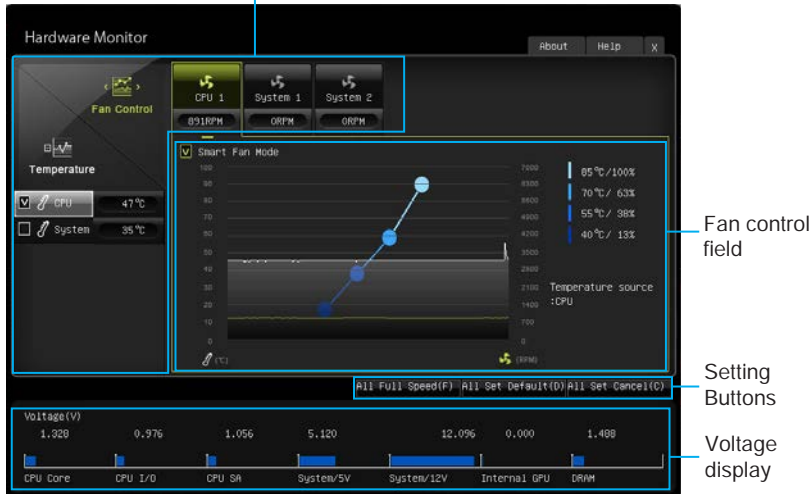 Hardware Monitor
About Help X
Fan Control
CPU 1 System 1 System 2
891RPM 0RPM 0RPM
Temperature
V CPU 47℃
System 35℃
V Smart Fan Mode
100 7000
90 6300
80 5600
70 4900
60 4200
50 3500
40 2800
30 2100
20 1400
10 700
0 0
(℃) (RPM)
85℃/100%
70℃/ 63%
55℃/ 38%
40℃/ 13%
Temperature source
:CPU
Fan control
field
All Full Speed(F) All Set Default(D) All Set Cancel(C)
Setting
Buttons
Voltage(V)
1.328 0.976 1.056 5.120 12.096 0.000 1.488
CPU Core CPU I/O CPU SA System/5V System/12V Internal GPU DRAM
Voltage
display